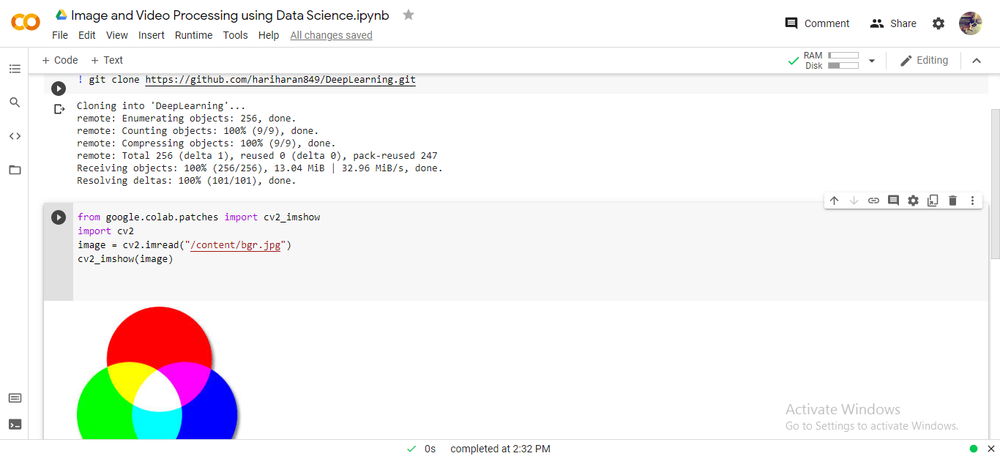 Image and Video Processing using Data Science.ipynb
File Edit View Insert Runtime Tools Help All changes saved
Comment Share
+ Code + Text
RAM
Disk
Editing
! git clone https://github.com/hariharan849/DeepLearning.git
Cloning into 'DeepLearning'...
remote: Enumerating objects: 256, done.
remote: Counting objects: 100% (9/9), done.
remote: Compressing objects: 100% (9/9), done.
remote: Total 256 (delta 1), reused 0 (delta 0), pack-reused 247
Receiving objects: 100% (256/256), 13.04 MiB | 32.96 MiB/s, done.
Resolving deltas: 100% (101/101), done.
from google.colab.patches import cv2_imshow
import cv2
image = cv2.imread("/content/bgr.jpg")
cv2_imshow(image)
Activate Windows
Go to Settings to activate Windows.
0s completed at 2:32 PM